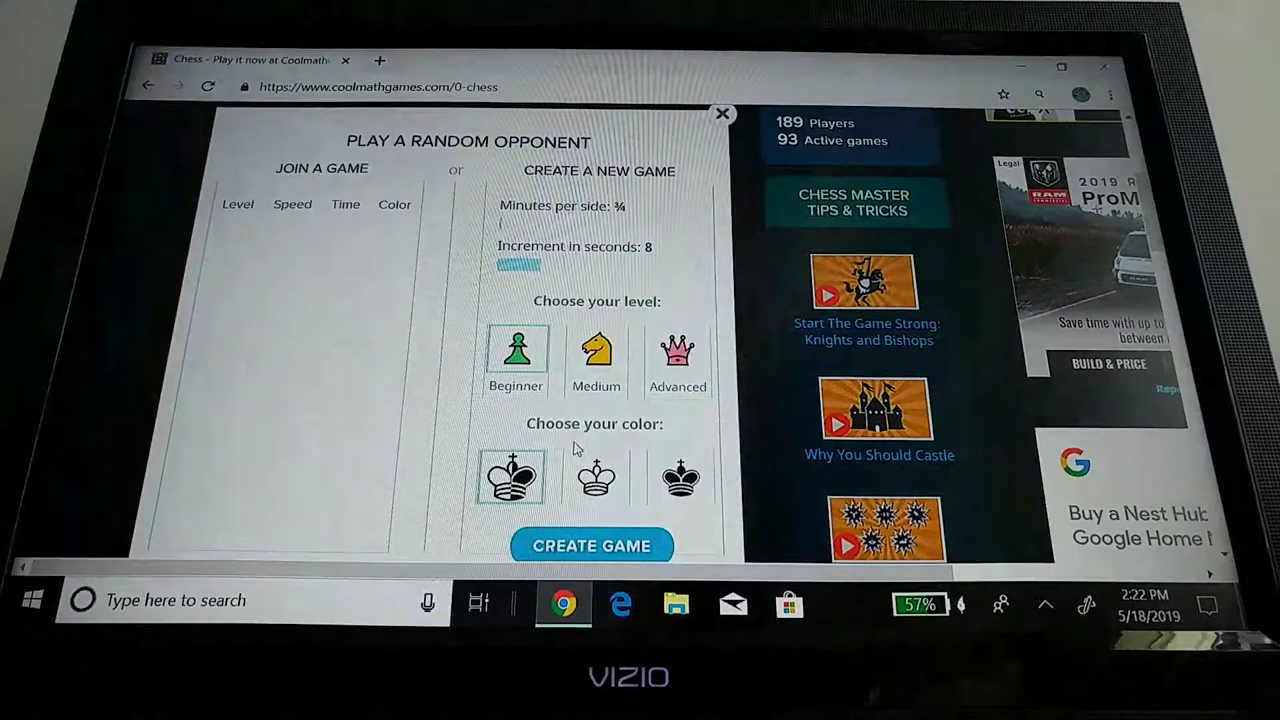 Chess - Play it now at Coolmath
https://www.coolmathgames.com/0-chess
PLAY A RANDOM OPPONENT
JOIN A GAME
or
CREATE A NEW GAME
Level Speed Time Color
Minutes per side: ¾
Increment in seconds: 8
Choose your level:
Beginner Medium Advanced
Choose your color:
CREATE GAME
189 Players
93 Active games
CHESS MASTER
TIPS & TRICKS
Start The Game Strong:
Knights and Bishops
Why You Should Castle
Legal
RAM
2019 R
ProM
Save time with up to
between
BUILD & PRICE
Buy a Nest Hub
Google Home
Type here to search
57%
2:22 PM
5/18/2019
VIZIO